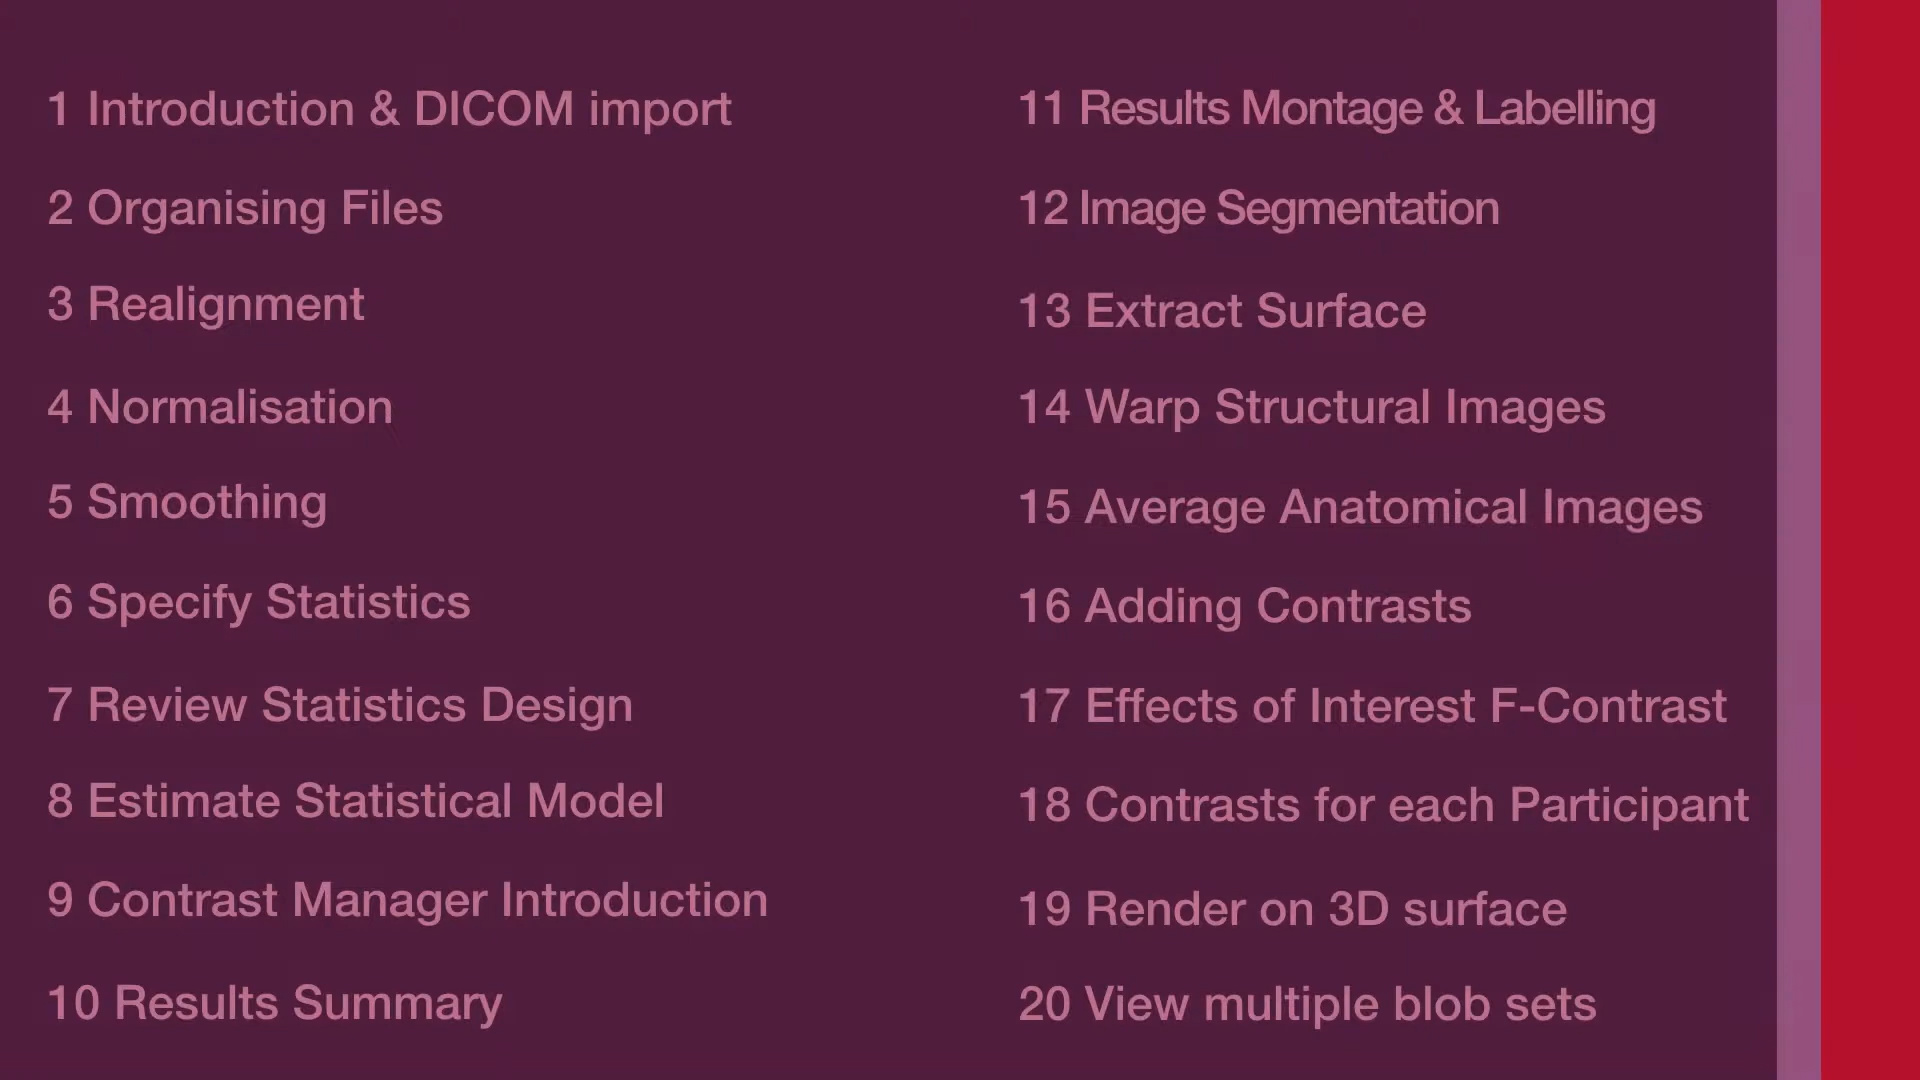 1 Introduction & DICOM import
2 Organising Files
3 Realignment
4 Normalisation
5 Smoothing
6 Specify Statistics
7 Review Statistics Design
8 Estimate Statistical Model
9 Contrast Manager Introduction
10 Results Summary
11 Results Montage & Labelling
12 Image Segmentation
13 Extract Surface
14 Warp Structural Images
15 Average Anatomical Images
16 Adding Contrasts
17 Effects of Interest F-Contrast
18 Contrasts for each Participant
19 Render on 3D surface
20 View multiple blob sets